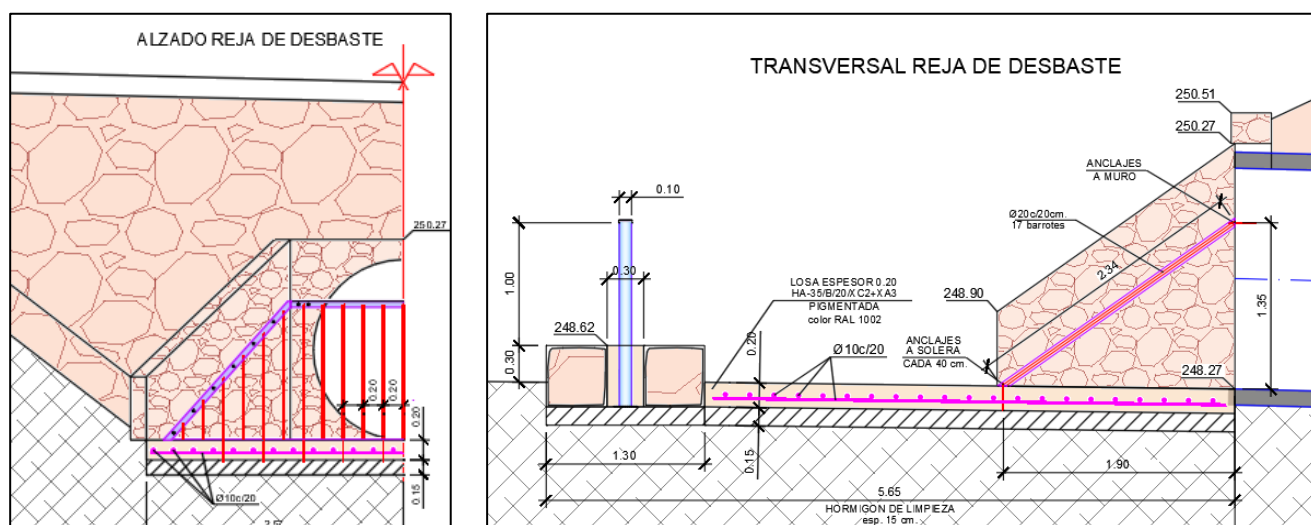 ALZADO REJA DE DESBASTE
250.27
0.20
0.20
0.20
0.15
Ø10c/20
TRANSVERSAL REJA DE DESBASTE
250.51
250.27
ANCLAJES
A MURO
0.10
Ø20c/20cm.
17 barrotes
1.00
0.30
2.34
LOSA ESPESOR 0.20
HA-35/B/20/XC2+XA3
PIGMENTADA
color RAL 1002
248.90
1.35
248.62
0.20
Ø10c/20
ANCLAJES
A SOLERA
CADA 40 cm.
0.30
248.27
0.15
1.30
1.90
5.65
HORMIGON DE LIMPIEZA
esp. 15 cm.